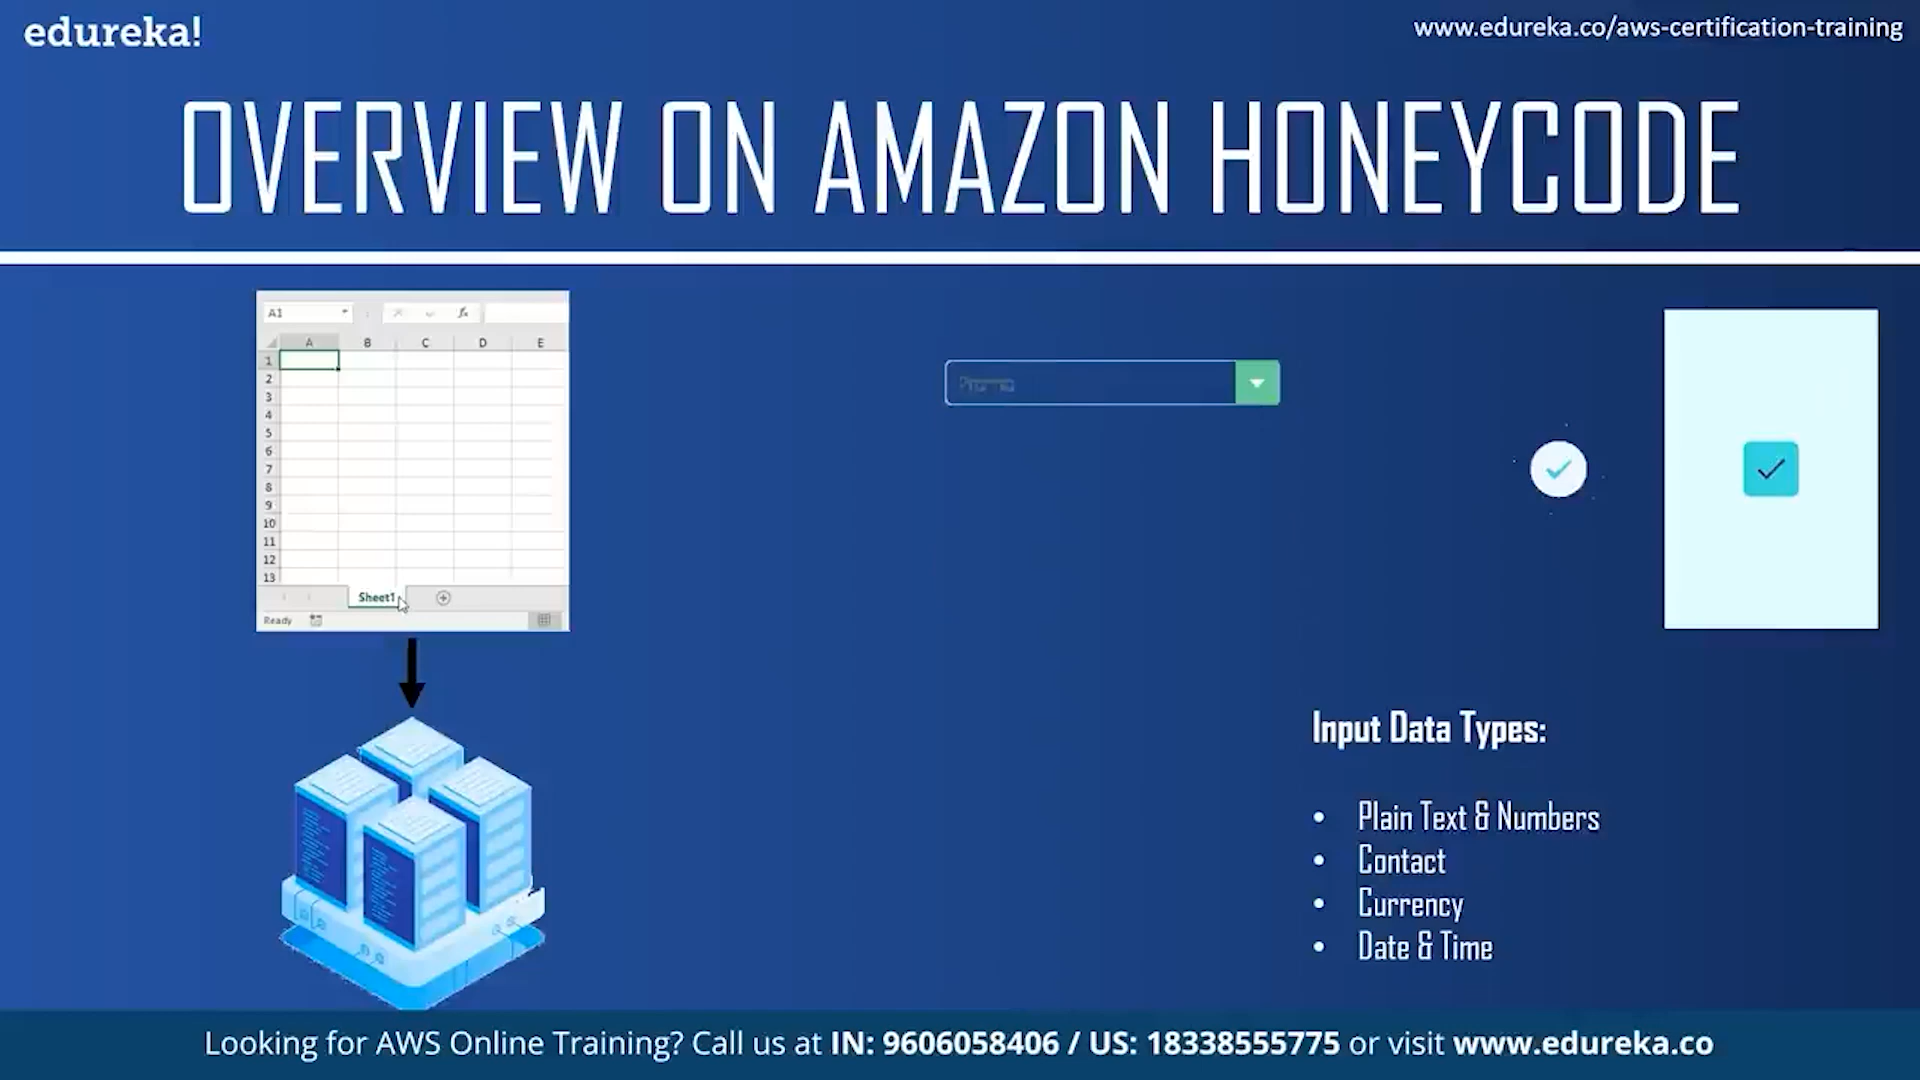 edureka!
www.edureka.co/aws-certification-training
OVERVIEW ON AMAZON HONEYCODE
A1
fx
A B C D E
1
2
3
4
5
6
7
8
9
10
11
12
13
Sheet1
Ready
Input Data Types:
• Plain Text & Numbers
• Contact
• Currency
• Date & Time
Looking for AWS Online Training? Call us at IN: 9606058406 / US: 18338555775 or visit www.edureka.co